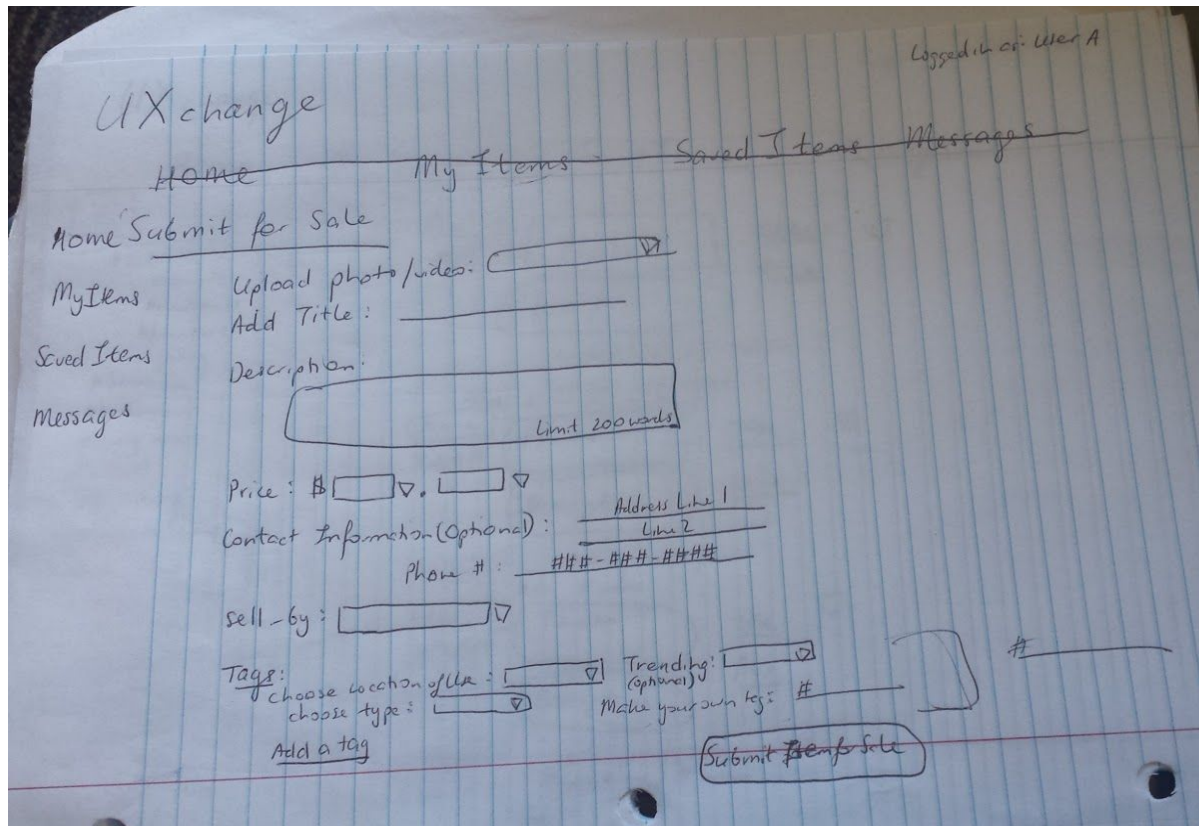 Logged in as: User A
UXchange
Home My Items Saved Items Messages
Home Submit for Sale
My Items
Upload photo/video:
Add Title:
Saved Items
Description:
Messages
Limit 200 words
Price: $ .
Contact Information (Optional): Address Line 1
Line 2
Phone #: ###-###-####
Sell-by:
Tags:
Choose Location of Use:
Trending:
(optional)
choose type:
Make your own tag: #
#
Add a tag
Submit Item for Sale